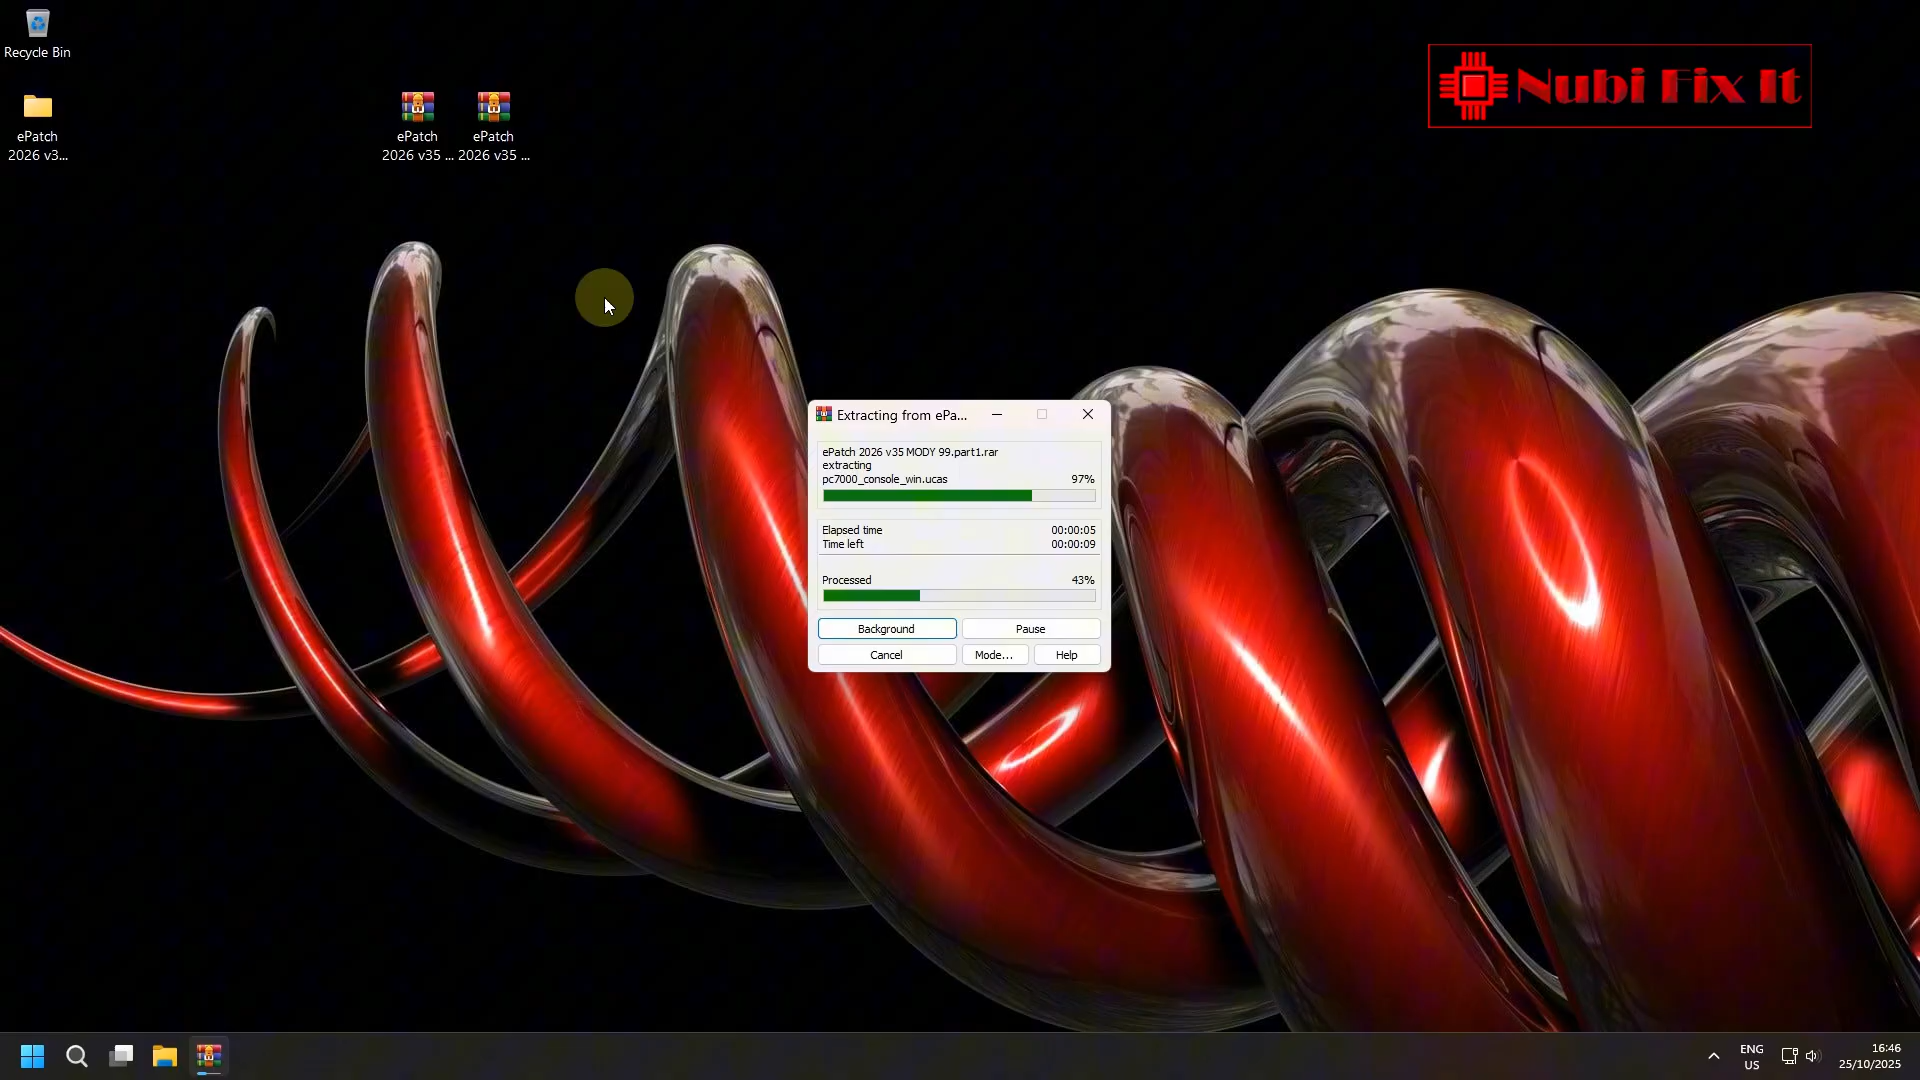 Recycle Bin
ePatch
2026 v3...
ePatch
2026 v35 ...
ePatch
2026 v35 ...
Nubi Fix It
Extracting from ePa...
ePatch 2026 v35 MODY 99.part1.rar
extracting
pc7000_console_win.ucas 97%
Elapsed time 00:00:05
Time left 00:00:09
Processed 43%
Background Pause
Cancel Mode... Help
ENG
US
16:46
25/10/2025